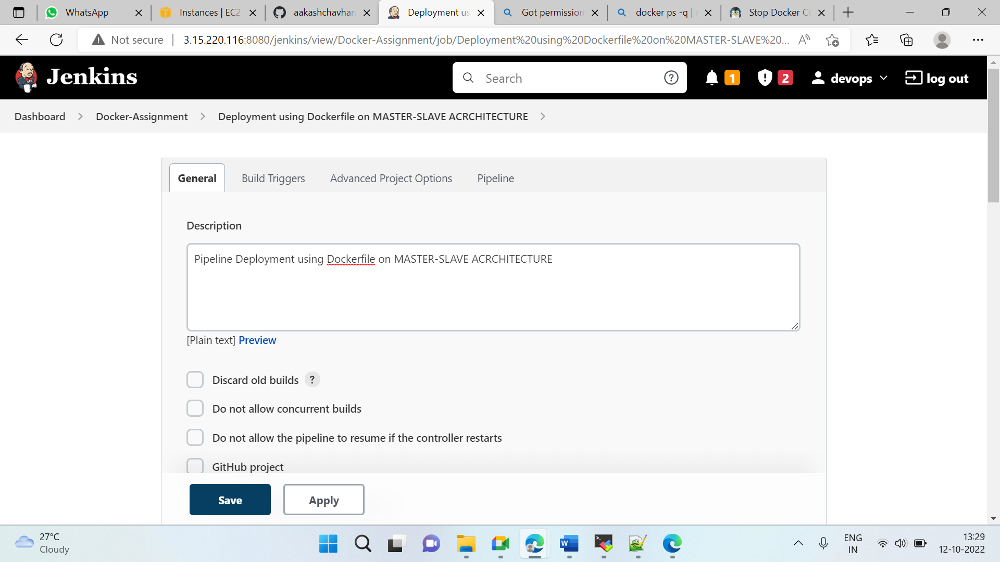 WhatsApp
Instances | EC2
aakashchavhan
Deployment us
Got permission
docker ps -q |
Stop Docker Co
Not secure
3.15.220.116:8080/jenkins/view/Docker-Assignment/job/Deployment%20using%20Dockerfile%20on%20MASTER-SLAVE%20...
Jenkins
Search
1
2
devops
log out
Dashboard
Docker-Assignment
Deployment using Dockerfile on MASTER-SLAVE ACRCHITECTURE
General
Build Triggers
Advanced Project Options
Pipeline
Description
Pipeline Deployment using Dockerfile on MASTER-SLAVE ACRCHITECTURE
[Plain text] Preview
Discard old builds ?
Do not allow concurrent builds
Do not allow the pipeline to resume if the controller restarts
GitHub project
Save
Apply
27°C
Cloudy
ENG
IN
13:29
12-10-2022